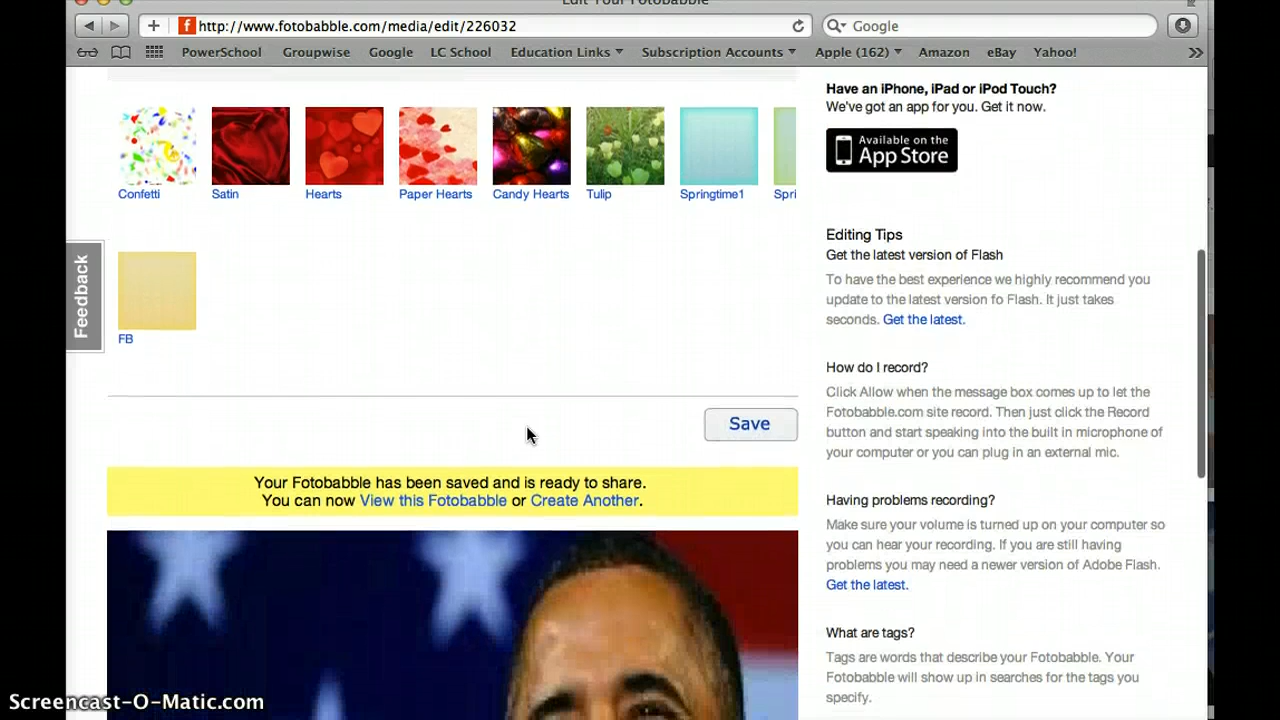 Edit Your Fotobabble
http://www.fotobabble.com/media/edit/226032
Google
PowerSchool Groupwise Google LC School Education Links Subscription Accounts Apple (162) Amazon eBay Yahoo!
Confetti Satin Hearts Paper Hearts Candy Hearts Tulip Springtime1 Spri
FB
Feedback
Save
Your Fotobabble has been saved and is ready to share.
You can now View this Fotobabble or Create Another.
Have an iPhone, iPad or iPod Touch?
We've got an app for you. Get it now.
Available on the
App Store
Editing Tips
Get the latest version of Flash
To have the best experience we highly recommend you
update to the latest version fo Flash. It just takes
seconds. Get the latest.
How do I record?
Click Allow when the message box comes up to let the
Fotobabble.com site record. Then just click the Record
button and start speaking into the built in microphone of
your computer or you can plug in an external mic.
Having problems recording?
Make sure your volume is turned up on your computer so
you can hear your recording. If you are still having
problems you may need a newer version of Adobe Flash.
Get the latest.
What are tags?
Tags are words that describe your Fotobabble. Your
Fotobabble will show up in searches for the tags you
specify.
Screencast-O-Matic.com